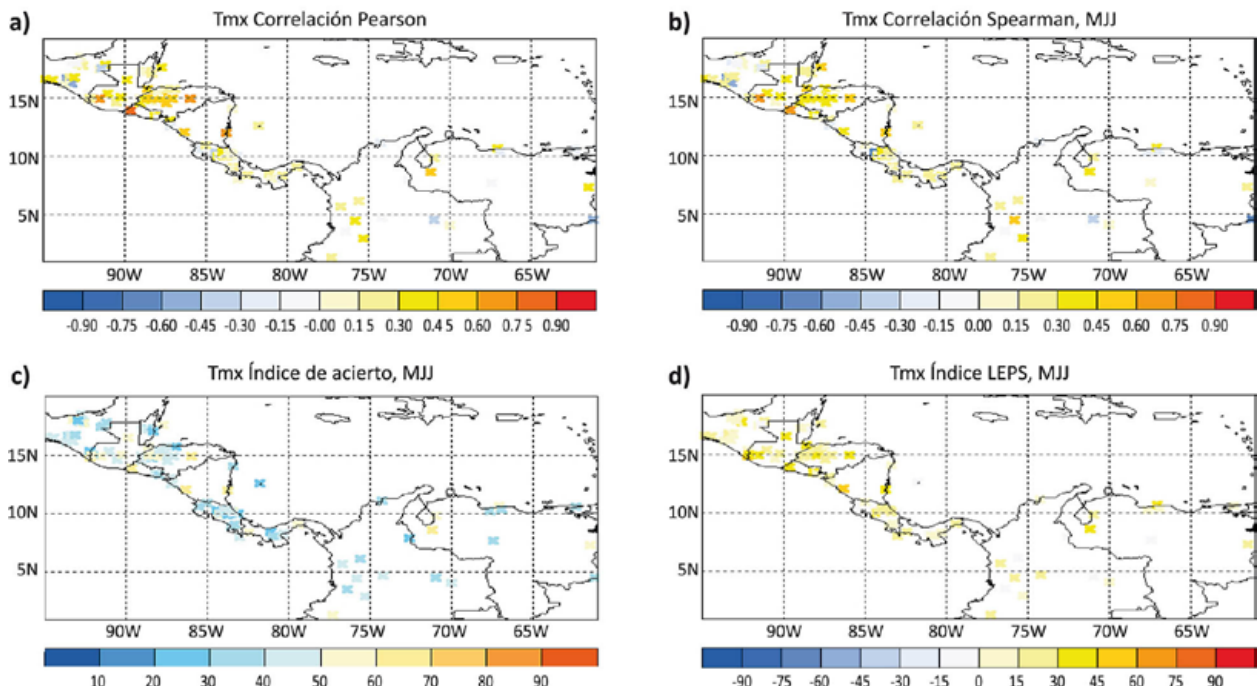 a) Tmx Correlación Pearson
15N
10N
5N
90W 85W 80W 75W 70W 65W
-0.90 -0.75 -0.60 -0.45 -0.30 -0.15 -0.00 0.15 0.30 0.45 0.60 0.75 0.90
b) Tmx Correlación Spearman, MJJ
15N
10N
5N
90W 85W 80W 75W 70W 65W
-0.90 -0.75 -0.60 -0.45 -0.30 -0.15 0.00 0.15 0.30 0.45 0.60 0.75 0.90
c) Tmx Índice de acierto, MJJ
15N
10N
5N
90W 85W 80W 75W 70W 65W
10 20 30 40 50 60 70 80 90
d) Tmx Índice LEPS, MJJ
15N
10N
5N
90W 85W 80W 75W 70W 65W
-90 -75 -60 -45 -30 -15 0 15 30 45 60 75 90